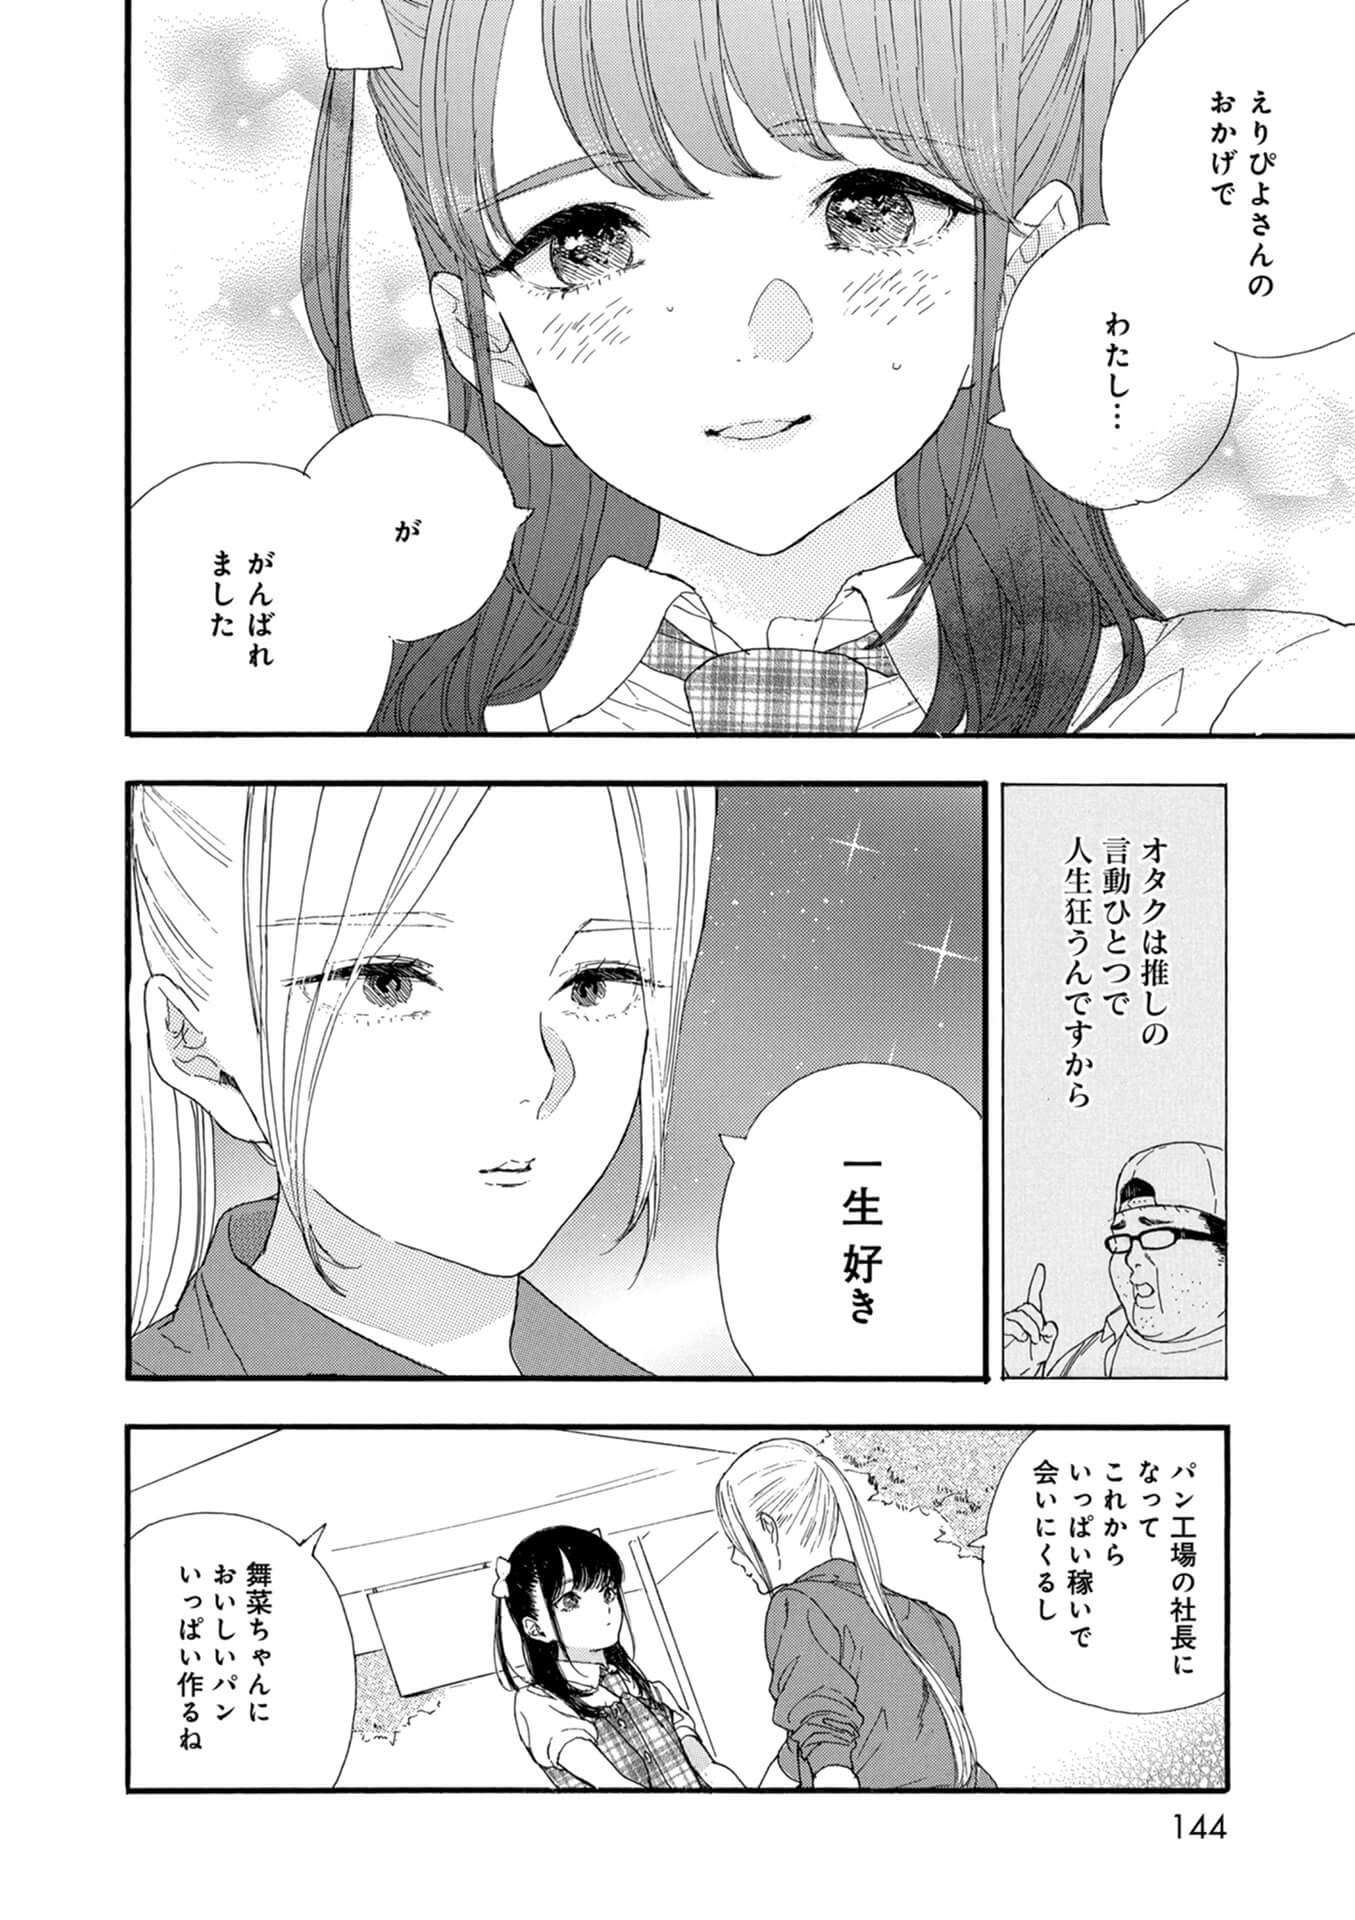 えりぴよさんの
おかげで
わたし…
が
がんばれ
ました
オタクは推しの
言動ひとつで
人生狂うんですから
一生 好き
パン工場の社長に
なって
これから
いっぱい稼いで
会いにくるし
舞菜ちゃんに
おいしいパン
いっぱい作るね
144